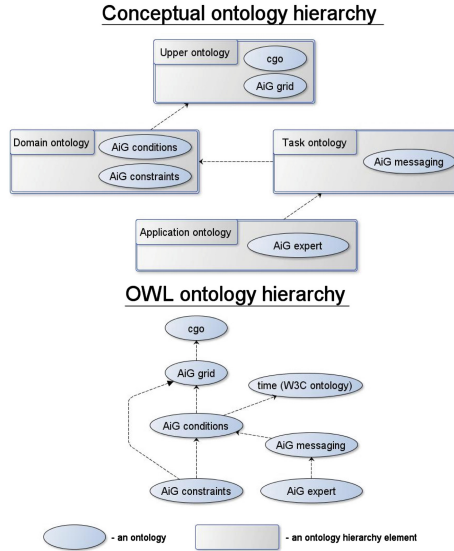 Conceptual ontology hierarchy
Upper ontology
cgo
AiG grid
Domain ontology
AiG conditions
AiG constraints
Task ontology
AiG messaging
Application ontology
AiG expert
OWL ontology hierarchy
cgo
AiG grid
time (W3C ontology)
AiG conditions
AiG messaging
AiG constraints
AiG expert
- an ontology
- an ontology hierarchy element